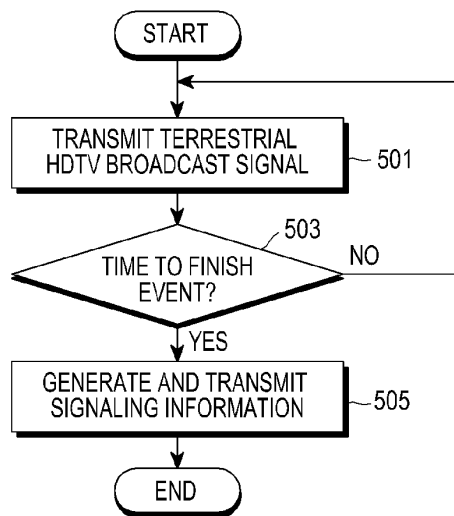 START
TRANSMIT TERRESTRIAL
HDTV BROADCAST SIGNAL
501
503
TIME TO FINISH
EVENT?
NO
YES
GENERATE AND TRANSMIT
SIGNALING INFORMATION
505
END